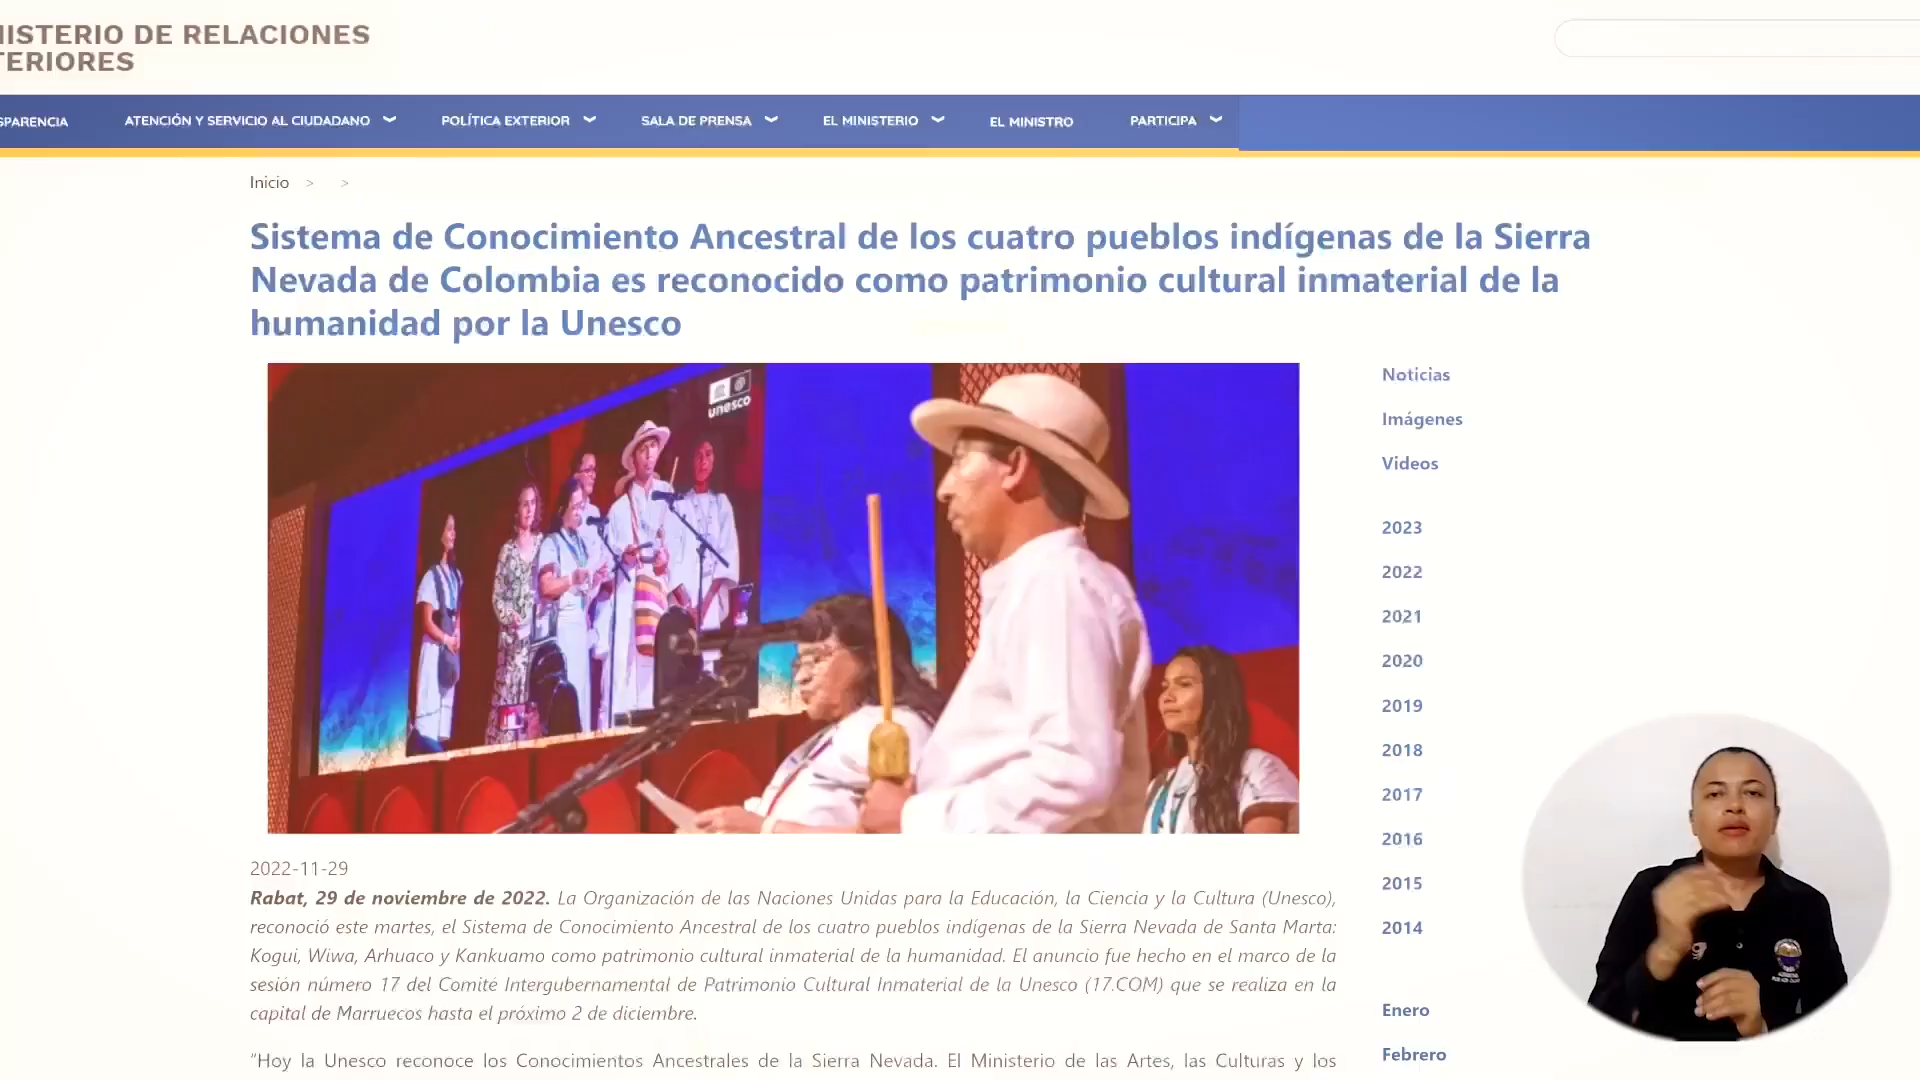 NISTERIO DE RELACIONES
TERIORES
SPARENCIA
ATENCIÓN Y SERVICIO AL CIUDADANO
POLÍTICA EXTERIOR
SALA DE PRENSA
EL MINISTERIO
EL MINISTRO
PARTICIPA
Inicio > >
Sistema de Conocimiento Ancestral de los cuatro pueblos indígenas de la Sierra
Nevada de Colombia es reconocido como patrimonio cultural inmaterial de la
humanidad por la Unesco
unesco
Noticias
Imágenes
Videos
2023
2022
2021
2020
2019
2018
2017
2016
2015
2014
Enero
Febrero
2022-11-29
Rabat, 29 de noviembre de 2022. La Organización de las Naciones Unidas para la Educación, la Ciencia y la Cultura (Unesco),
reconoció este martes, el Sistema de Conocimiento Ancestral de los cuatro pueblos indígenas de la Sierra Nevada de Santa Marta:
Kogui, Wiwa, Arhuaco y Kankuamo como patrimonio cultural inmaterial de la humanidad. El anuncio fue hecho en el marco de la
sesión número 17 del Comité Intergubernamental de Patrimonio Cultural Inmaterial de la Unesco (17.COM) que se realiza en la
capital de Marruecos hasta el próximo 2 de diciembre.
"Hoy la Unesco reconoce los Conocimientos Ancestrales de la Sierra Nevada. El Ministerio de las Artes, las Culturas y los